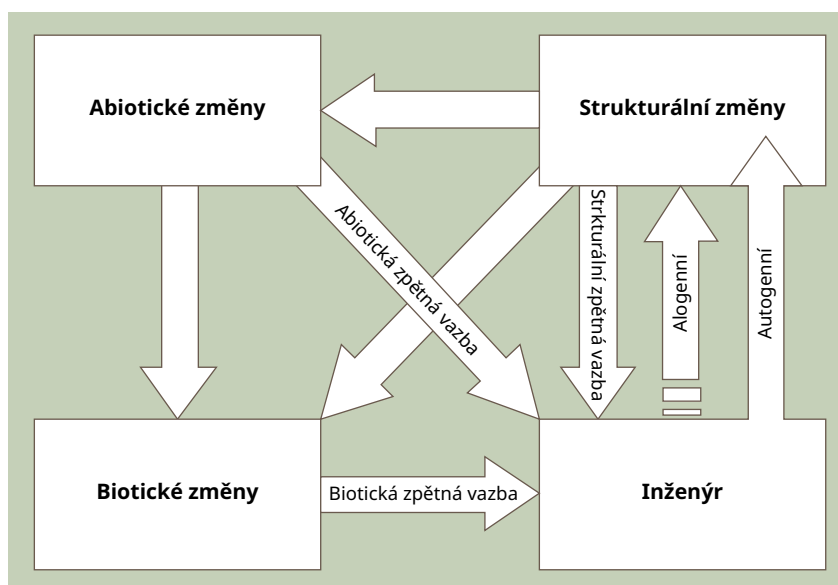 Abiotické změny
Strukturální změny
Abiotická zpětná vazba
Strkturální zpětná vazba
Alogenní
Autogenní
Biotické změny
Biotická zpětná vazba
Inženýr